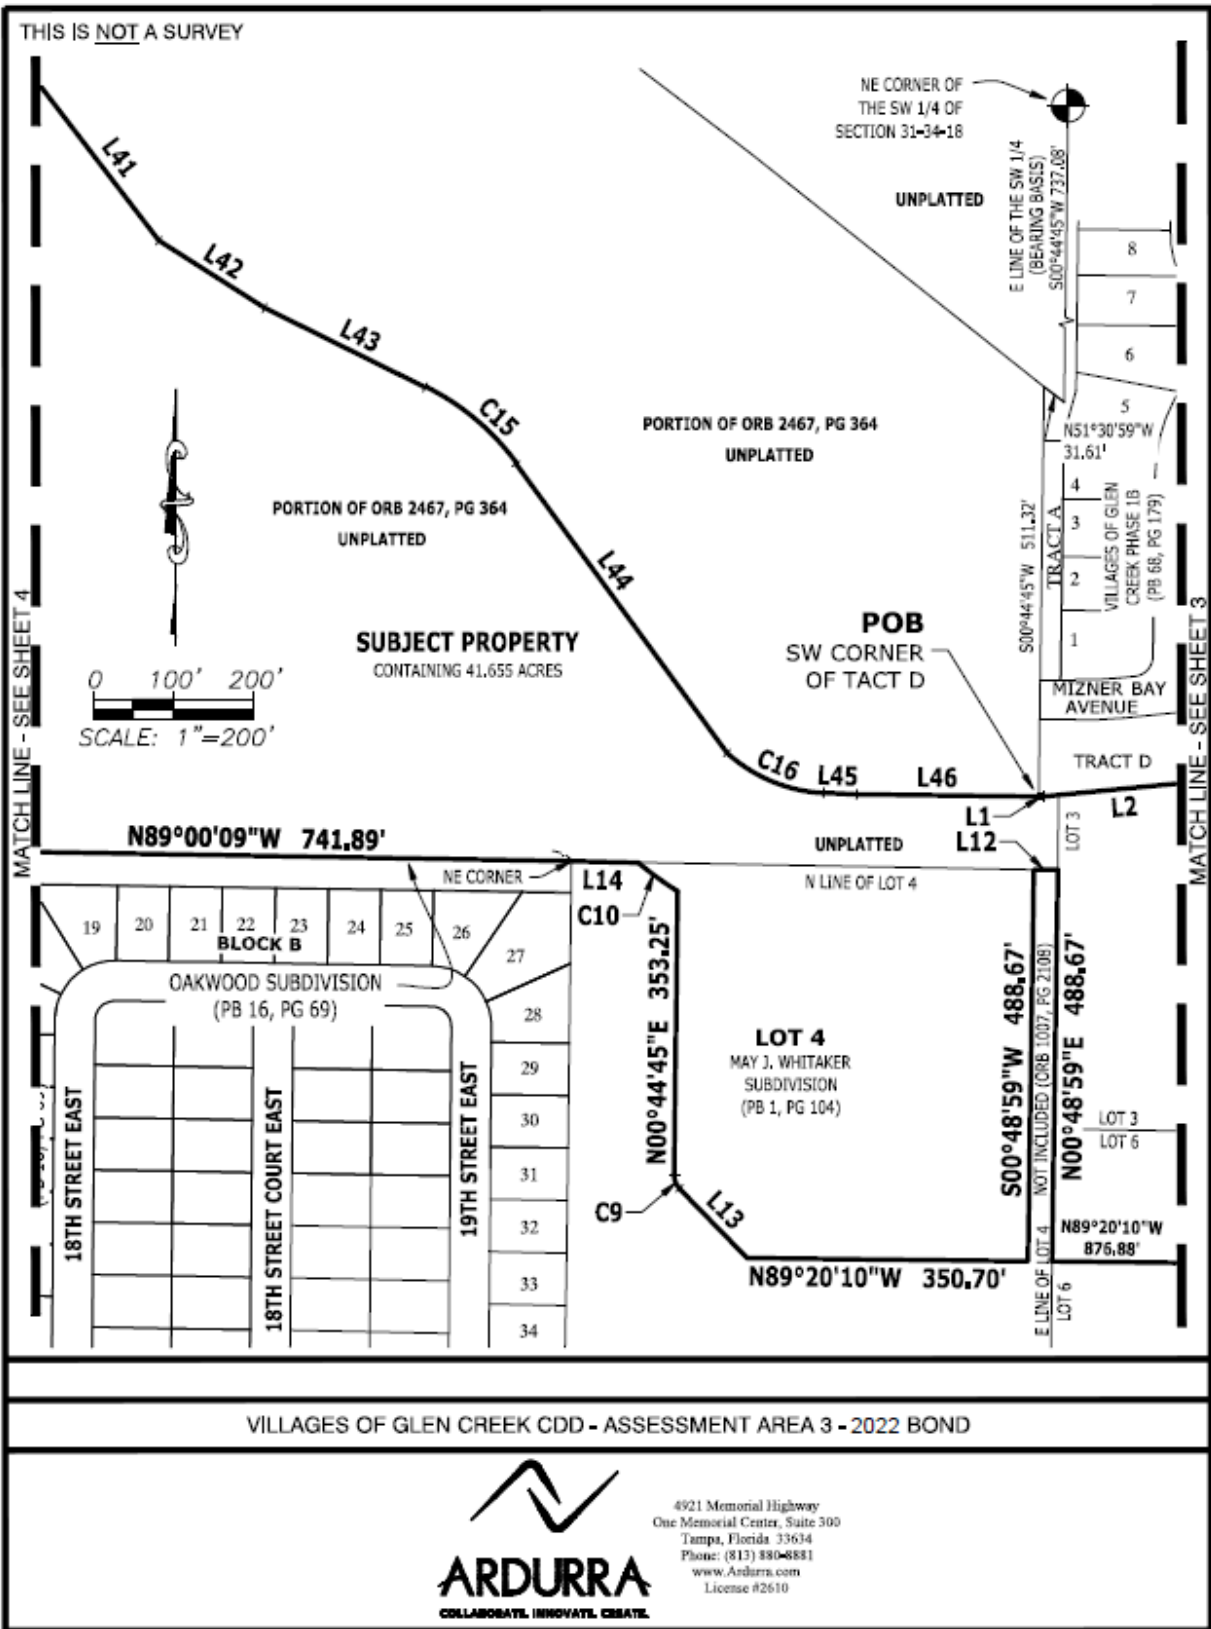 THIS IS NOT A SURVEY
NE CORNER OF
THE SW 1/4 OF
SECTION 31-34-18
UNPLATTED
E LINE OF THE SW 1/4
(BEARING BASIS)
S00°44'45"W 737.08'
8
7
6
5
N51°30'59"W
31.61'
4
3
2
1
TRACT A
S00°44'45"W 511.32'
VILLAGES OF GLEN
CREEK PHASE 1B
(PB 68, PG 179)
MIZNER BAY
AVENUE
TRACT D
L41
L42
L43
C15
L44
C16
L45
L46
L1
L2
PORTION OF ORB 2467, PG 364
UNPLATTED
PORTION OF ORB 2467, PG 364
UNPLATTED
SUBJECT PROPERTY
CONTAINING 41.655 ACRES
POB
SW CORNER
OF TACT D
0 100' 200'
SCALE: 1"=200'
MATCH LINE - SEE SHEET 4
MATCH LINE - SEE SHEET 3
N89°00'09"W 741.89'
NE CORNER
L14
C10
UNPLATTED
L12
N LINE OF LOT 4
LOT 3
19
20
21
22
23
24
25
26
27
28
29
30
31
32
33
34
BLOCK B
OAKWOOD SUBDIVISION
(PB 16, PG 69)
18TH STREET EAST
18TH STREET COURT EAST
19TH STREET EAST
N00°44'45"E 353.25'
C9
L13
LOT 4
MAY J. WHITAKER
SUBDIVISION
(PB 1, PG 104)
S00°48'59"W 488.67'
NOT INCLUDED (ORB 1007, PG 2108)
E LINE OF LOT 4
N00°48'59"E 488.67'
LOT 3
LOT 6
N89°20'10"W
876.88'
LOT 6
N89°20'10"W 350.70'
VILLAGES OF GLEN CREEK CDD - ASSESSMENT AREA 3 - 2022 BOND
ARDURRA
COLLABORATE. INNOVATE. CREATE.
4921 Memorial Highway
One Memorial Center, Suite 300
Tampa, Florida 33634
Phone: (813) 880-8881
www.Ardurra.com
License #2610